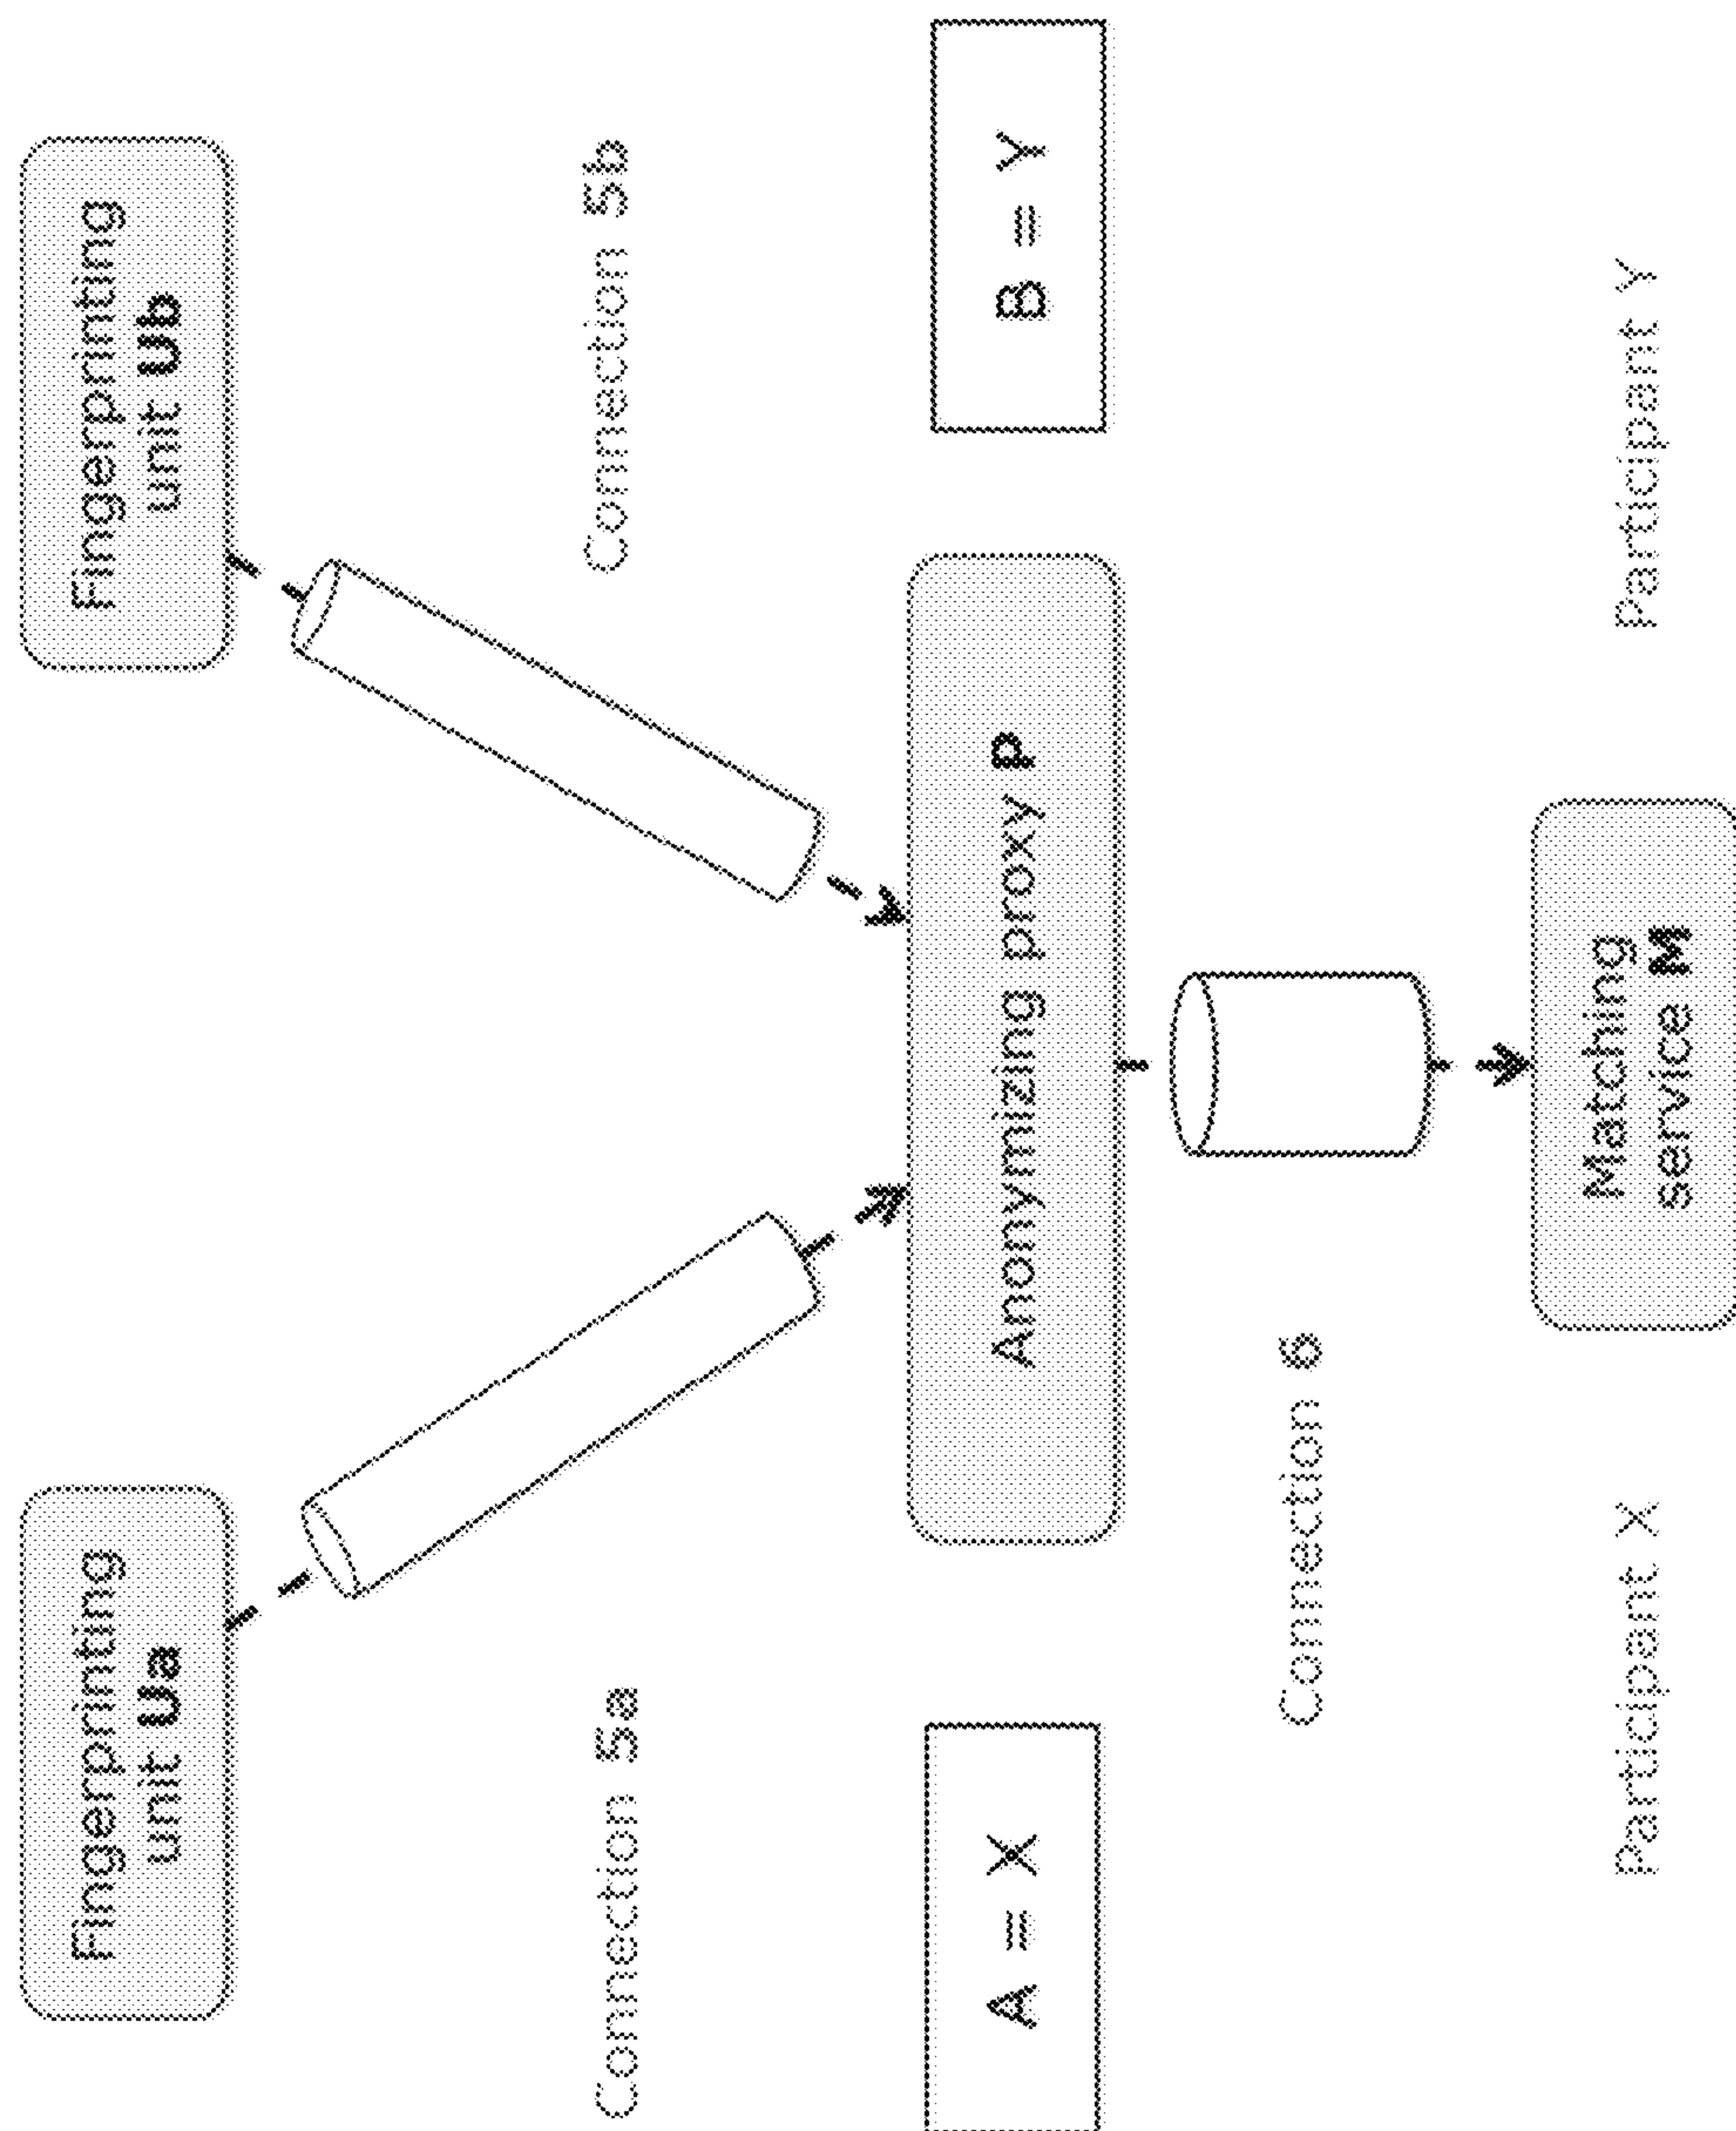 Fingerprinting
unit Ua
Fingerprinting
unit Ub
Connection 5a
Connection 5b
A = X
Anonymizing proxy P
B = Y
Connection 6
Participant X
Matching
service M
Participant Y